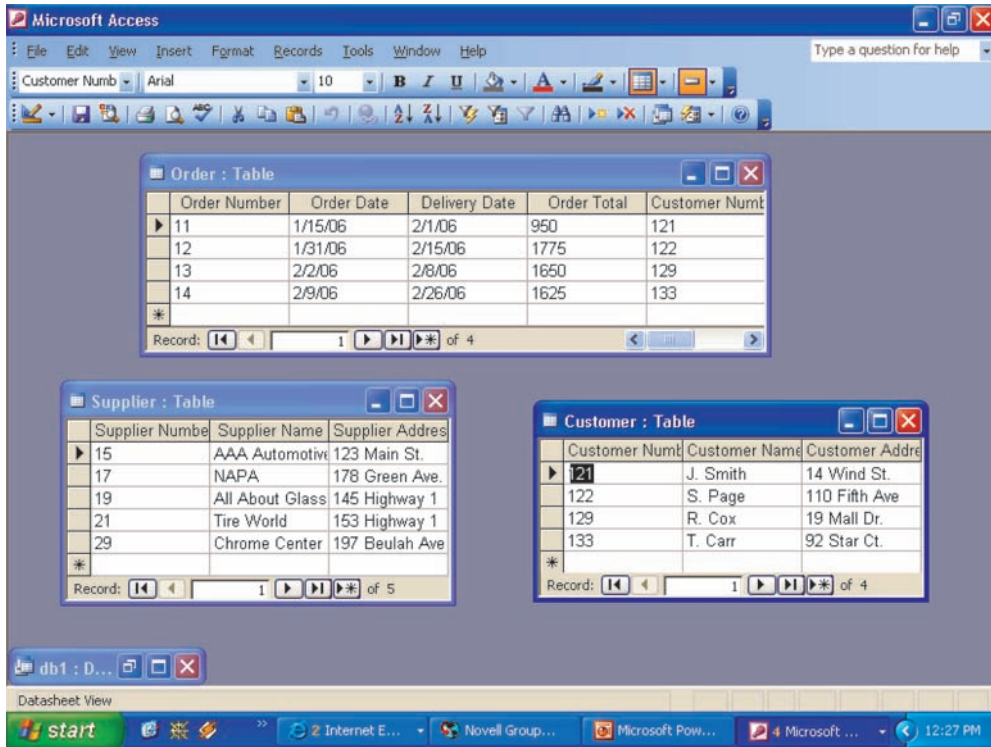 Microsoft Access
File Edit View Insert Format Records Tools Window Help Type a question for help
Customer Numb Arial 10 B I U A
Order : Table
Order Number Order Date Delivery Date Order Total Customer Numb
11 1/15/06 2/1/06 950 121
12 1/31/06 2/15/06 1775 122
13 2/2/06 2/8/06 1650 129
14 2/9/06 2/26/06 1625 133
Record: 1 of 4
Supplier : Table
Supplier Numbe Supplier Name Supplier Addres
15 AAA Automotive 123 Main St.
17 NAPA 178 Green Ave.
19 All About Glass 145 Highway 1
21 Tire World 153 Highway 1
29 Chrome Center 197 Beulah Ave
Record: 1 of 5
Customer : Table
Customer Numb Customer Name Customer Addre
121 J. Smith 14 Wind St.
122 S. Page 110 Fifth Ave
129 R. Cox 19 Mall Dr.
133 T. Carr 92 Star Ct.
Record: 1 of 4
db1 : D...
Datasheet View
start 2 Internet E... Novell Group... Microsoft Pow... 4 Microsoft ... 12:27 PM